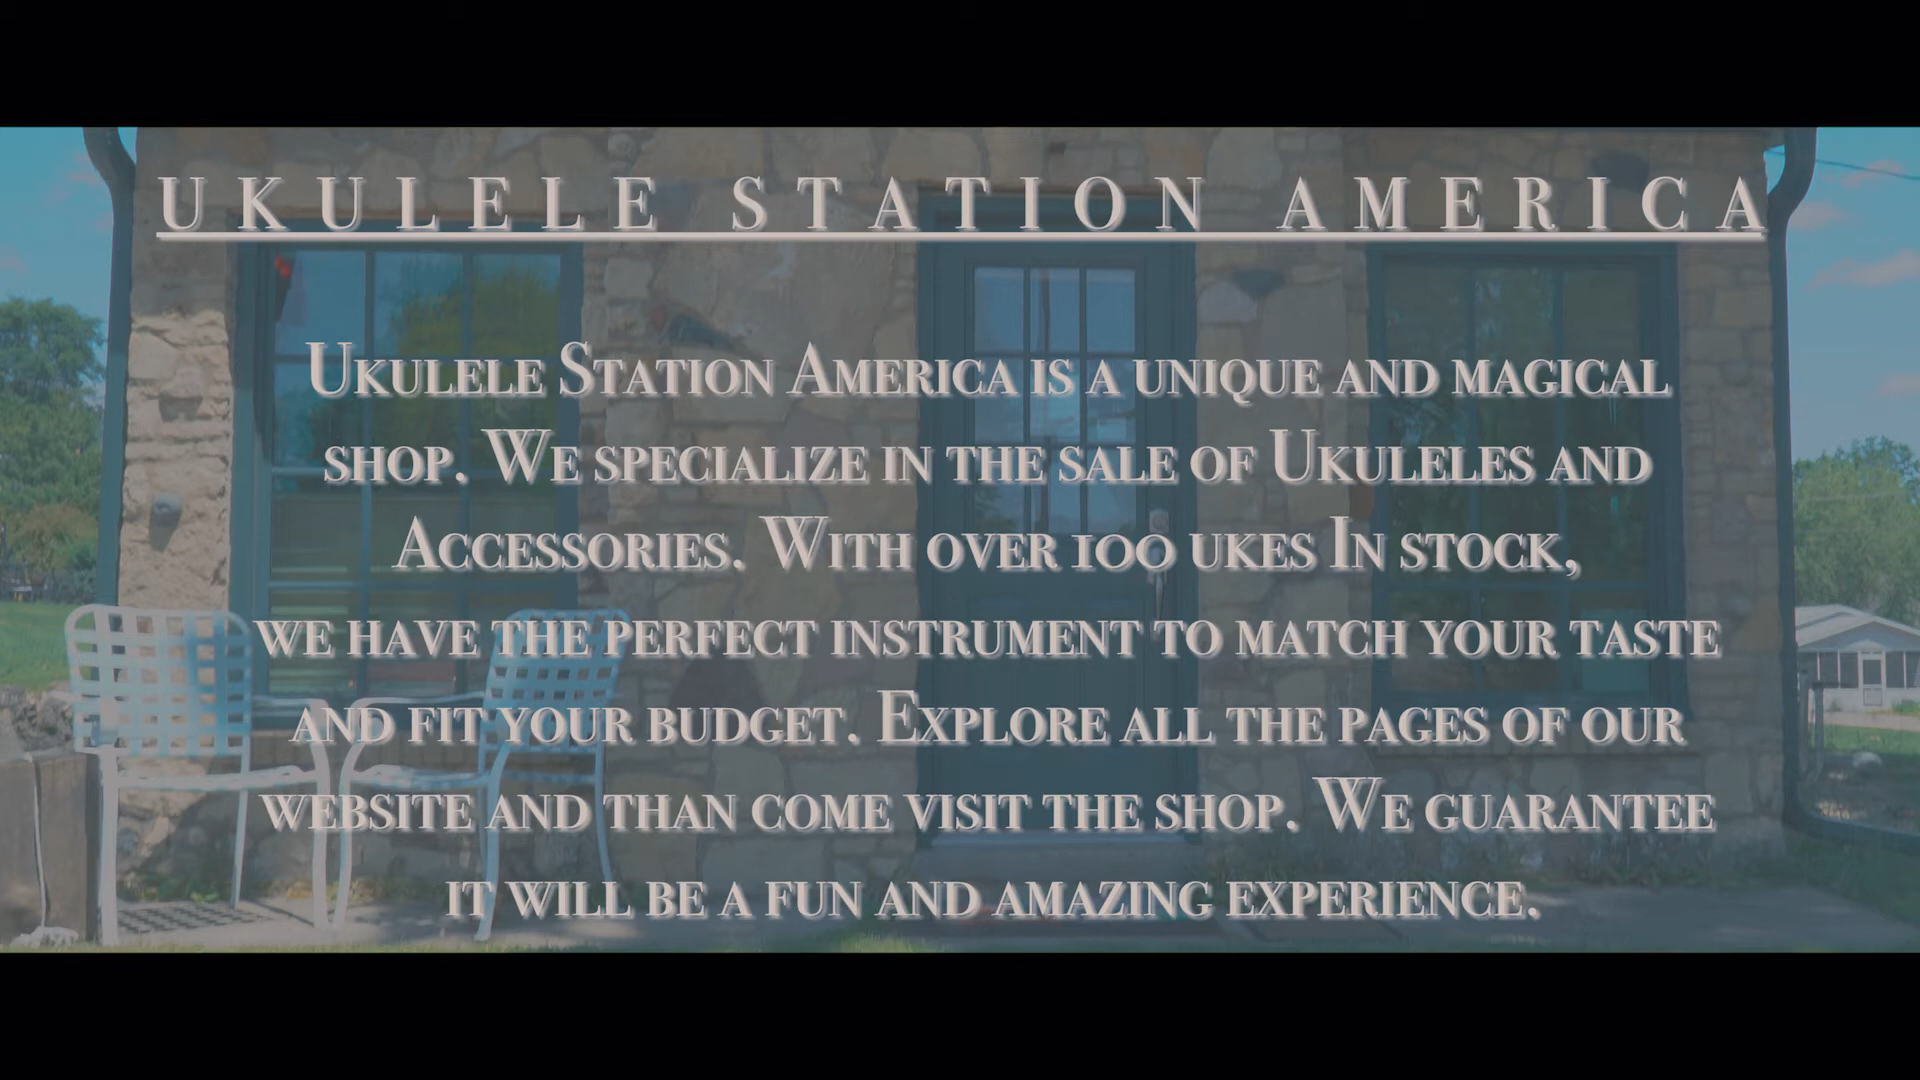 UKULELE STATION AMERICA
Ukulele Station America is a unique and magical
shop. We specialize in the sale of Ukuleles and
Accessories. With over 100 ukes In stock,
we have the perfect instrument to match your taste
and fit your budget. Explore all the pages of our
website and than come visit the shop. We guarantee
it will be a fun and amazing experience.